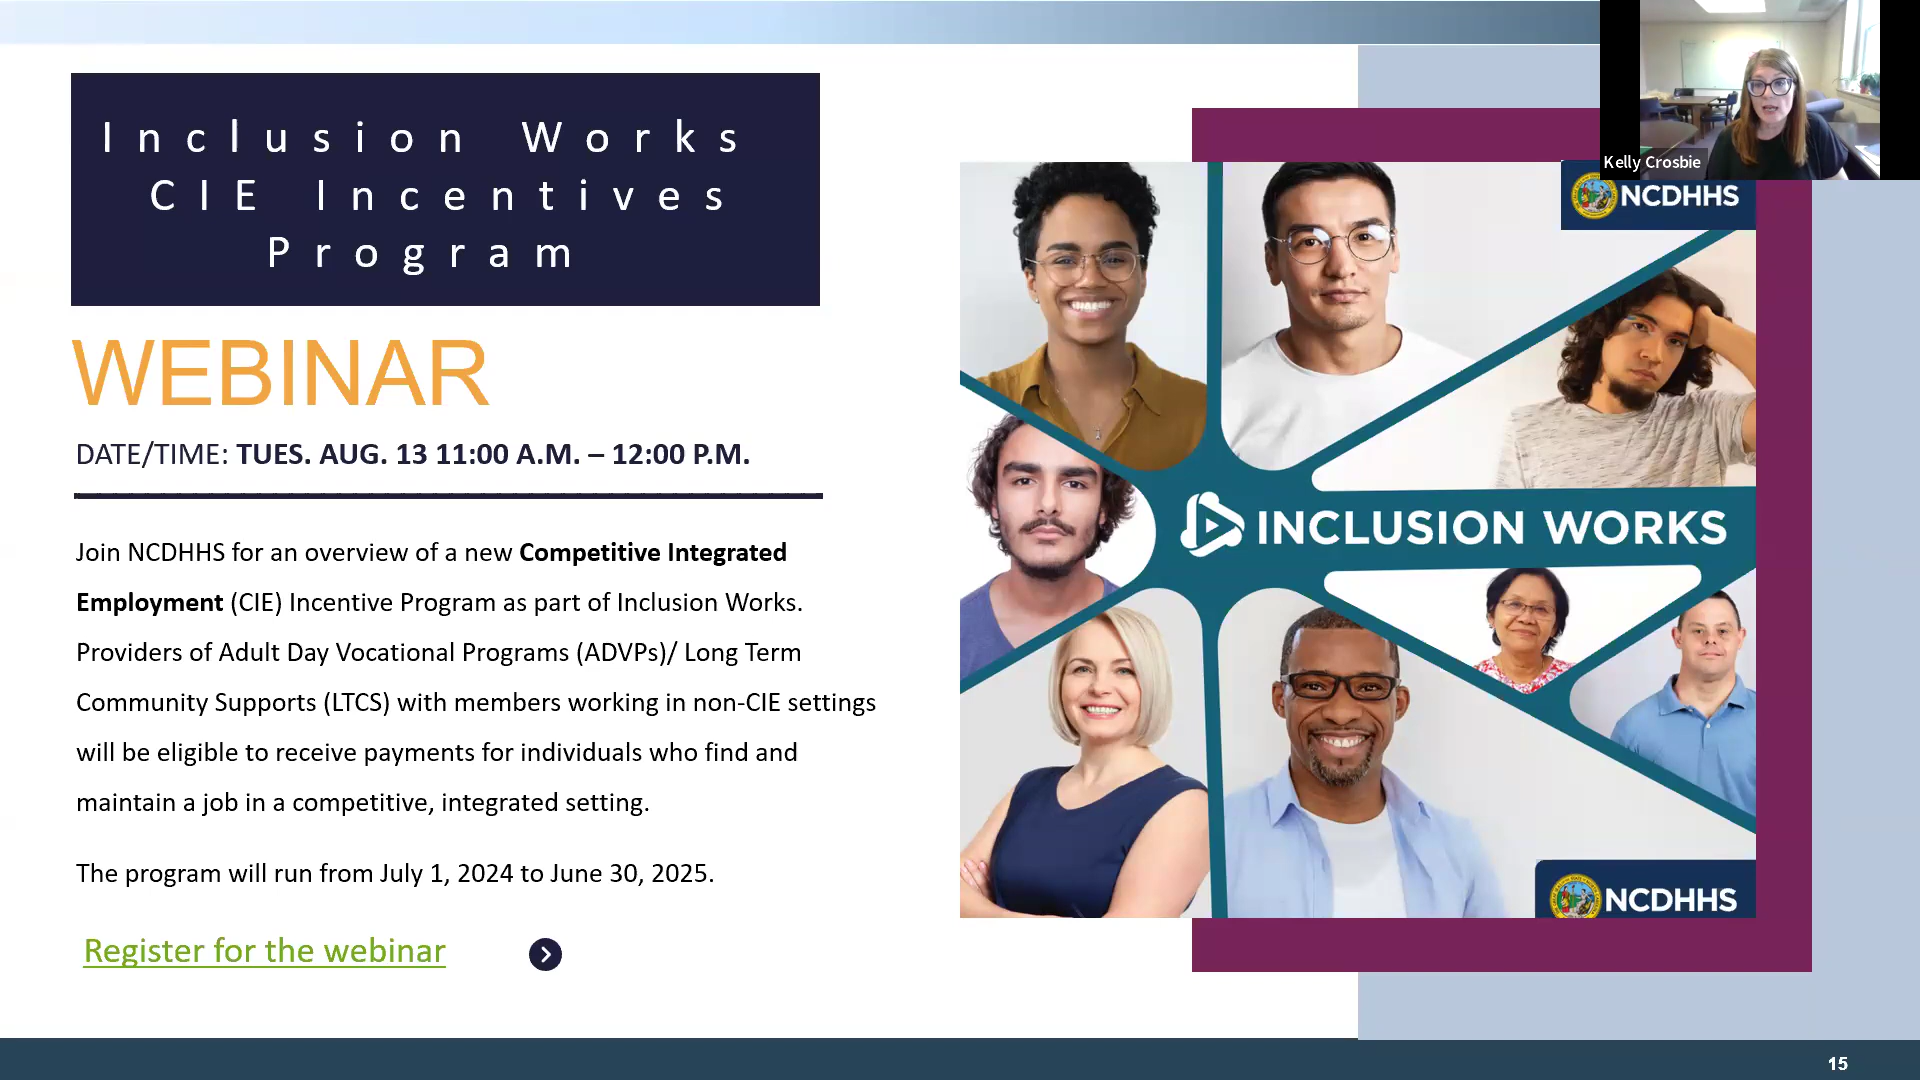 Inclusion Works
CIE Incentives
Program
WEBINAR
DATE/TIME: TUES. AUG. 13 11:00 A.M. – 12:00 P.M.
Join NCDHHS for an overview of a new Competitive Integrated
Employment (CIE) Incentive Program as part of Inclusion Works.
Providers of Adult Day Vocational Programs (ADVPs)/ Long Term
Community Supports (LTCS) with members working in non-CIE settings
will be eligible to receive payments for individuals who find and
maintain a job in a competitive, integrated setting.
The program will run from July 1, 2024 to June 30, 2025.
Register for the webinar
Kelly Crosbie
NCDHHS
INCLUSION WORKS
NCDHHS
15